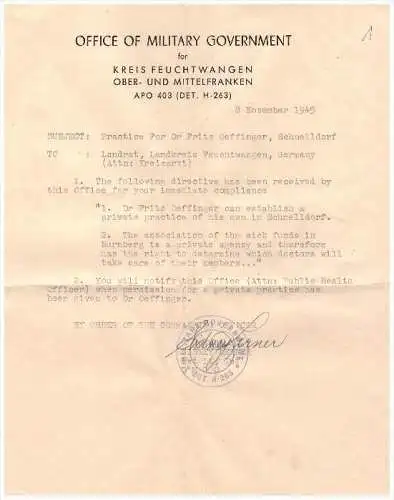 1
OFFICE OF MILITARY GOVERNMENT
for
KREIS FEUCHTWANGEN
OBER- UND MITTELFRANKEN
APO 403 (DET. H-263)
8 November 1945
SUBJECT: Practice For Dr Fritz Oeffinger, Schnelldorf
TO : Landrat, Landkreis Feuchtwangen, Germany
(Attn: Kreisarzt)
1. The following directive has been received by
this Office for your immediate compliance
"1. Dr Fritz Oeffinger can establish a
private practice of his own in Schnelldorf.
2. The association of the sick funds in
Nurnberg is a private agency and therefore
has the right to determine which doctors will
take care of their members..."
2. You will notify this Office (Attn: Public Health
Officer) when permission for a private practice has
been given to Dr Oeffinger.
BY ORDER OF THE
DET. H-263